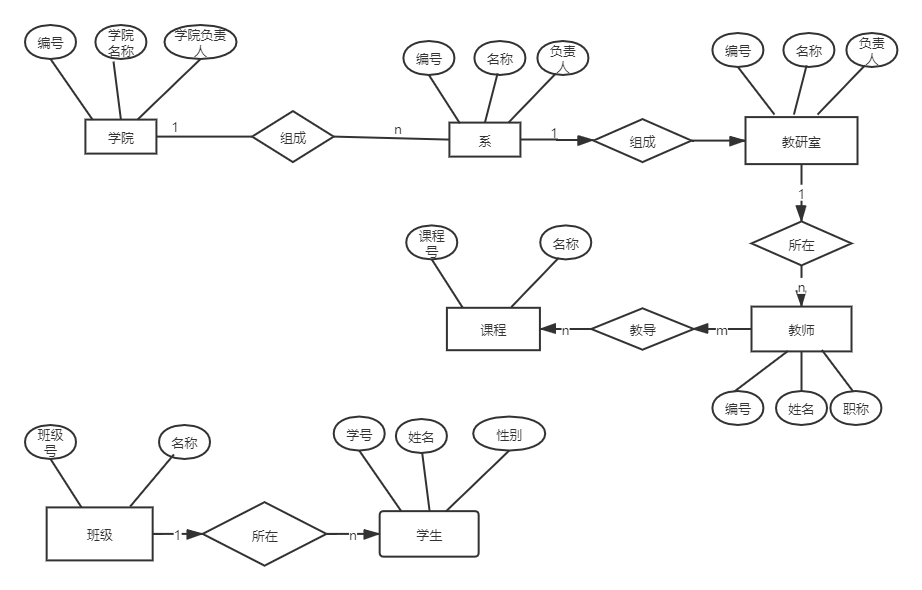 编号
学院
名称
学院负责
人
编号
名称
负责
人
编号
名称
负责
人
学院
1
组成
n
系
1
组成
教研室
1
所在
n
课程
号
名称
课程
n
教导
m
教师
编号
姓名
职称
班级
号
名称
学号
姓名
性别
班级
1
所在
n
学生